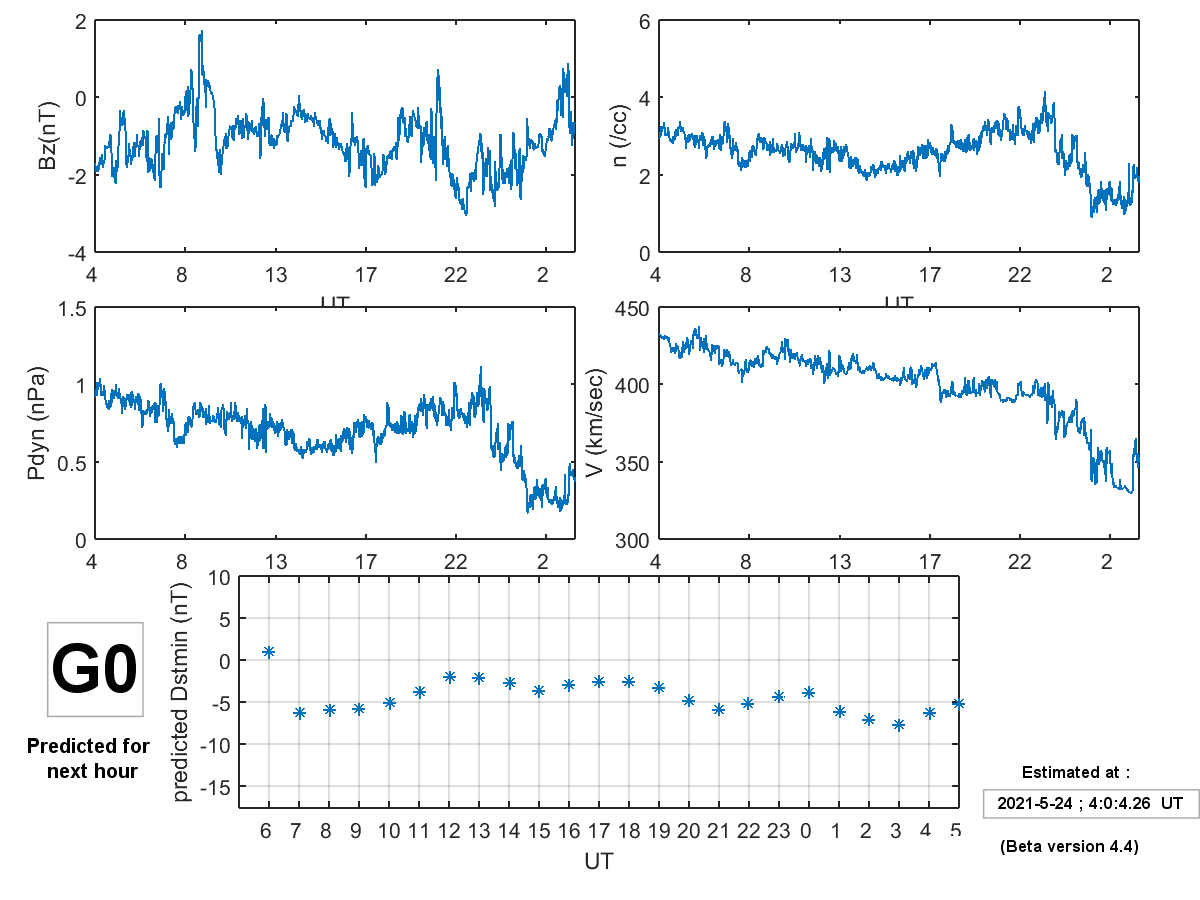 2
0
-2
-4
Bz(nT)
4 8 13 17 22 2
UT
6
4
2
0
n (/cc)
4 8 13 17 22 2
UT
1.5
1
0.5
0
Pdyn (nPa)
4 8 13 17 22 2
450
400
350
300
V (km/sec)
4 8 13 17 22 2
10
5
0
-5
-10
-15
predicted Dstmin (nT)
6 7 8 9 10 11 12 13 14 15 16 17 18 19 20 21 22 23 0 1 2 3 4 5
UT
G0
Predicted for
next hour
Estimated at :
2021-5-24 ; 4:0:4.26 UT
(Beta version 4.4)